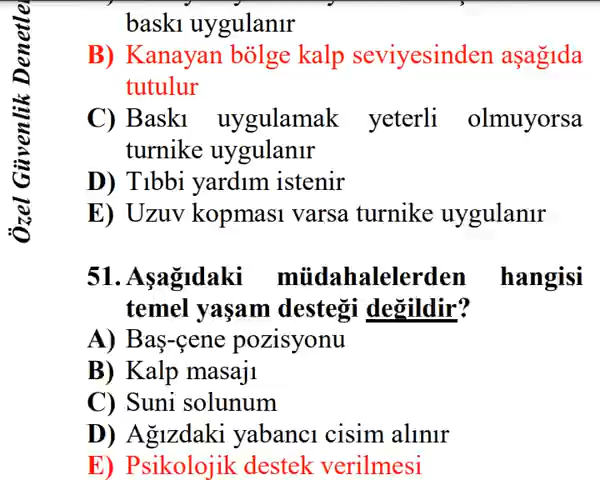 baskı uygulanır
B) Kanayan bölge kalp seviyesinden aşağıda
tutulur
C) Baskı uygulamak yeterli olmuyorsa
turnike uygulanır
D) Tıbbi yardım istenir
E) Uzuv kopması varsa turnike uygulanır
51. Aşağıdaki müdahalelerden hangisi
temel yaşam desteği değildir?
A) Baş-çene pozisyonu
B) Kalp masajı
C) Suni solunum
D) Ağızdaki yabancı cisim alınır
E) Psikolojik destek verilmesi
Özel Güvenlik